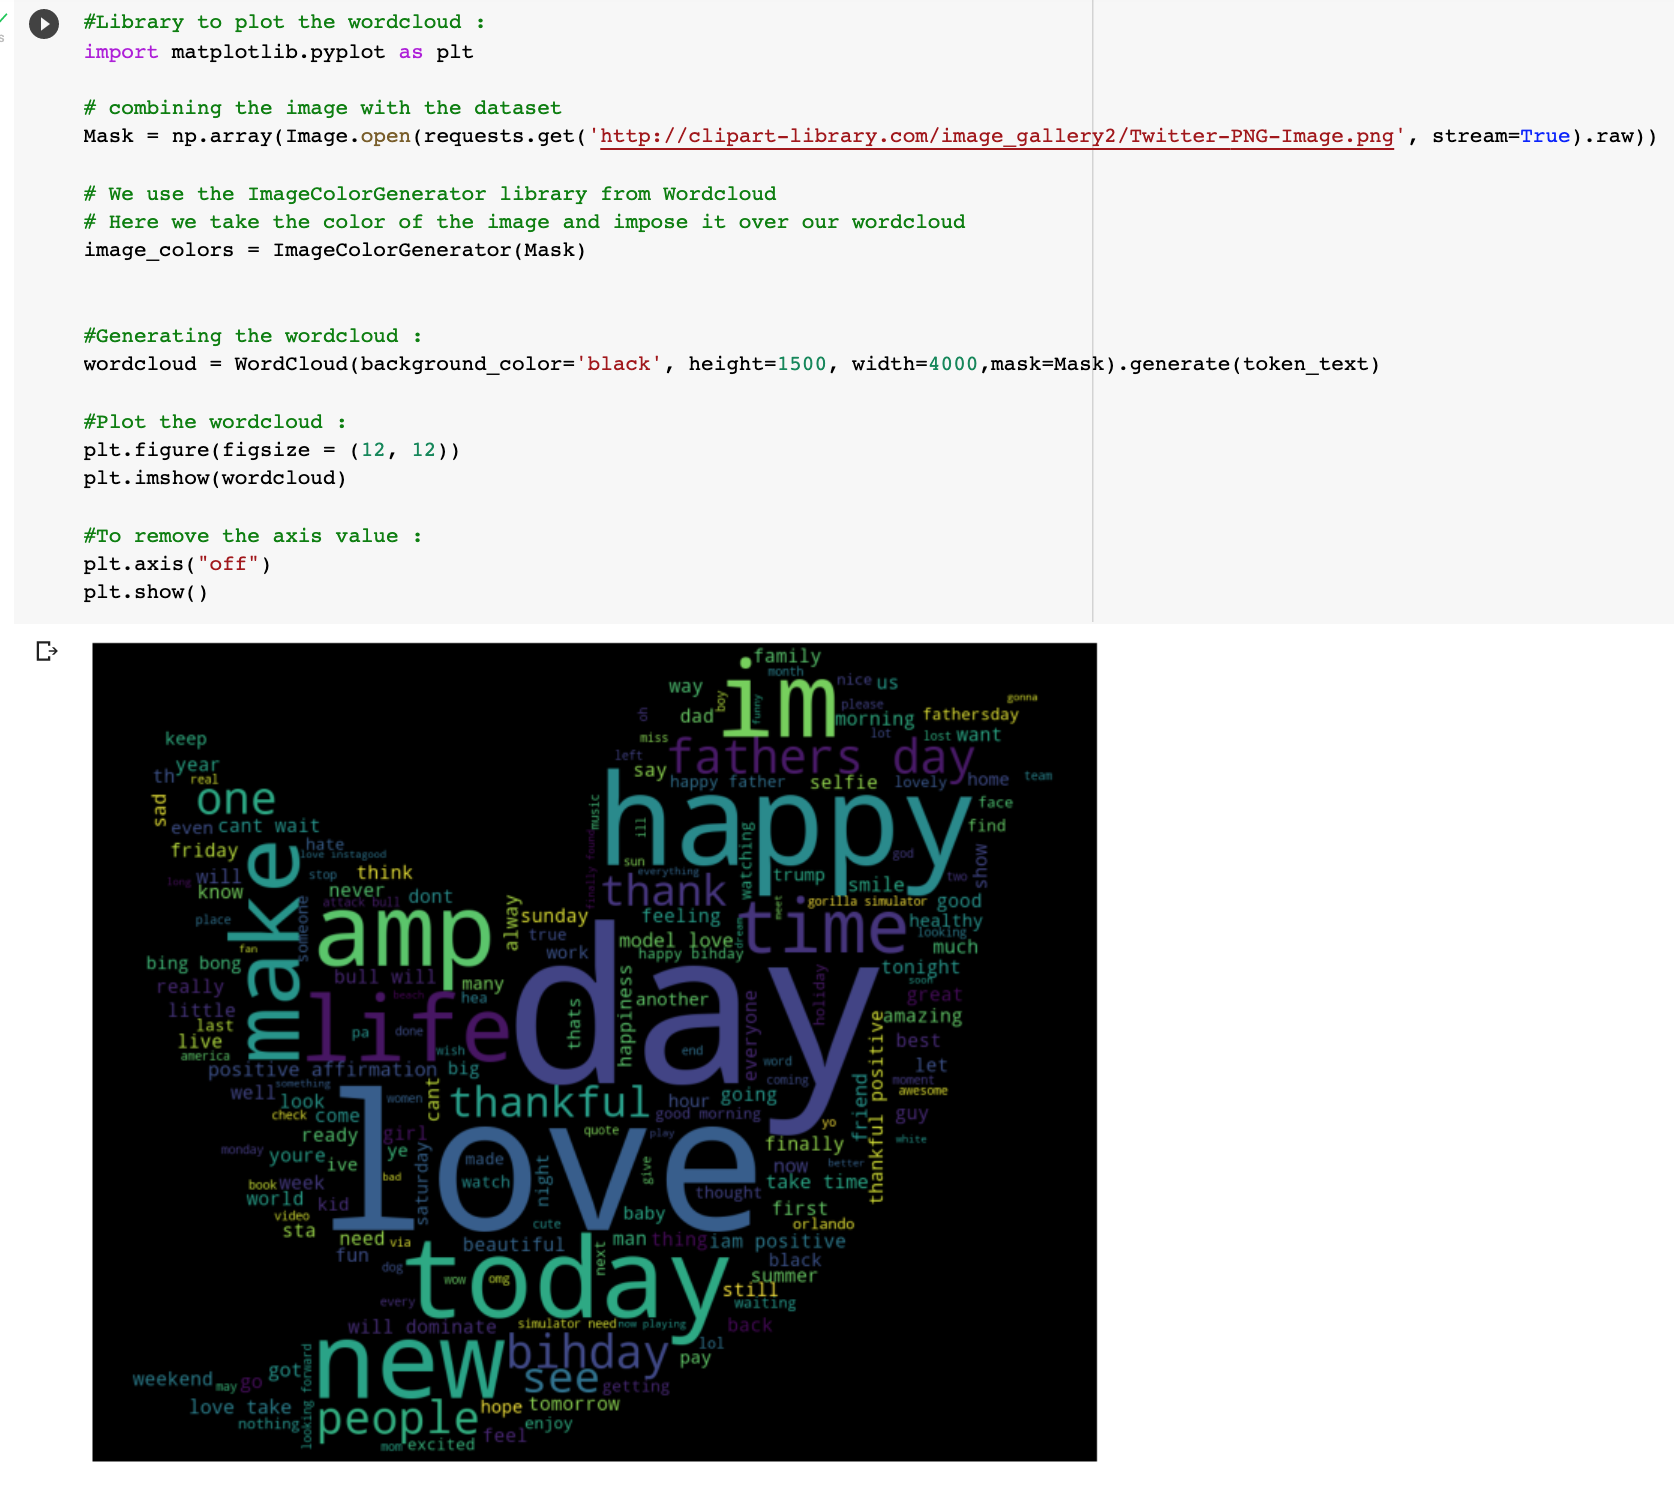 #Library to plot the wordcloud :
import matplotlib.pyplot as plt
# combining the image with the dataset
Mask = np.array(Image.open(requests.get('http://clipart-library.com/image_gallery2/Twitter-PNG-Image.png', stream=True).raw))
# We use the ImageColorGenerator library from Wordcloud
# Here we take the color of the image and impose it over our wordcloud
image_colors = ImageColorGenerator(Mask)
#Generating the wordcloud :
wordcloud = WordCloud(background_color='black', height=1500, width=4000,mask=Mask).generate(token_text)
#Plot the wordcloud :
plt.figure(figsize = (12, 12))
plt.imshow(wordcloud)
#To remove the axis value :
plt.axis("off")
plt.show()
family
month
way
boy
im
funny
nice
us
gonna
oh
dad
please
morning
fathersday
miss
lot
lost
want
keep
left
fathers day
year
th
real
say
happy father
selfie
lovely
home
team
sad
one
music
happy
face
even
cant wait
ill
find
friday
make
hate
love instagood
finally found
sun
watching
god
show
long
will
stop
think
everything
trump
two
know
never
dont
thank
smile
attack bull
meet
gorilla simulator
good
place
someone
amp
alway
sunday
feeling
time
healthy
fan
true
model love
dream
looking
work
happy bihday
much
bing bong
bull will
tonight
really
many
day
happiness
another
holiday
soon
great
little
life
beach
hea
last
thats
everyone
amazing
live
pa
done
thankful positive
best
america
wish
end
word
let
positive affirmation
big
coming
moment
something
well
look
women
cant
thankful
hour
going
friend
awesome
check
come
good morning
guy
ready
girl
love
quote
play
yo
white
monday
youre
ye
finally
ive
saturday
made
night
give
now
better
book
week
bad
watch
thought
take time
world
kid
video
baby
first
sta
cute
orlando
need
via
beautiful
next
man
thing
iam positive
fun
dog
today
black
wow
omg
summer
every
still
waiting
will dominate
simulator need
now playing
back
new
bihday
lol
looking forward
got
see
pay
weekend
may
go
getting
love take
people
hope
tomorrow
nothing
enjoy
mom
excited
feel